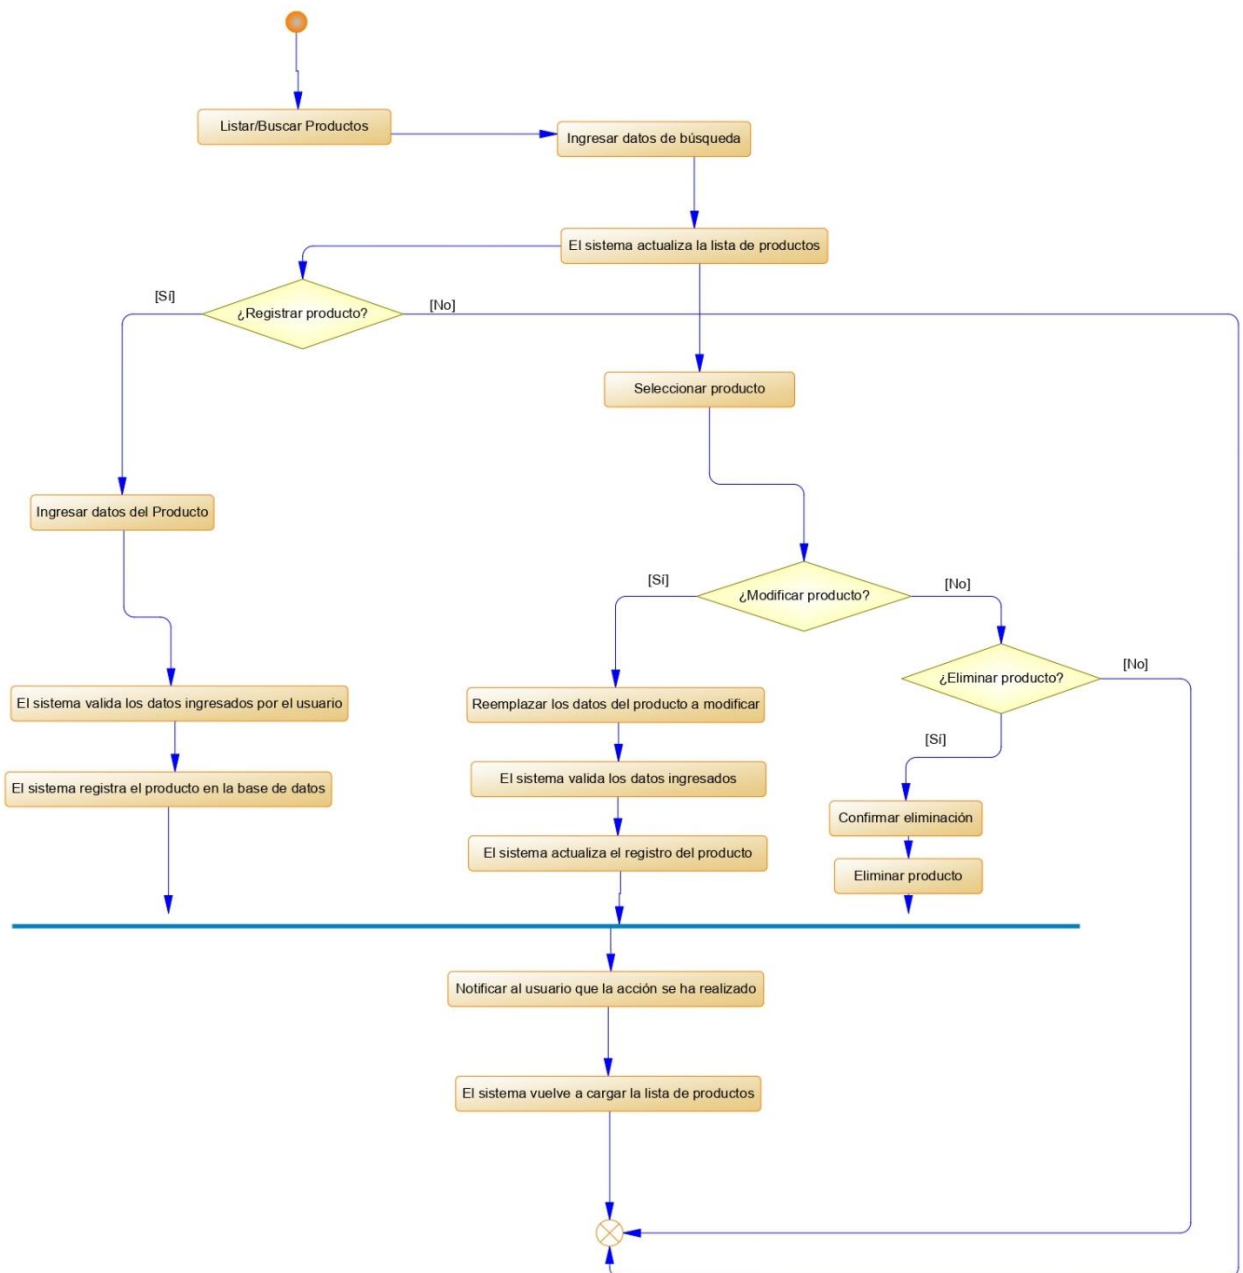 Listar/Buscar Productos
Ingresar datos de búsqueda
El sistema actualiza la lista de productos
[Sí]
¿Registrar producto?
[No]
Seleccionar producto
Ingresar datos del Producto
[Sí]
¿Modificar producto?
[No]
¿Eliminar producto?
[No]
El sistema valida los datos ingresados por el usuario
Reemplazar los datos del producto a modificar
[Sí]
El sistema registra el producto en la base de datos
El sistema valida los datos ingresados
Confirmar eliminación
El sistema actualiza el registro del producto
Eliminar producto
Notificar al usuario que la acción se ha realizado
El sistema vuelve a cargar la lista de productos